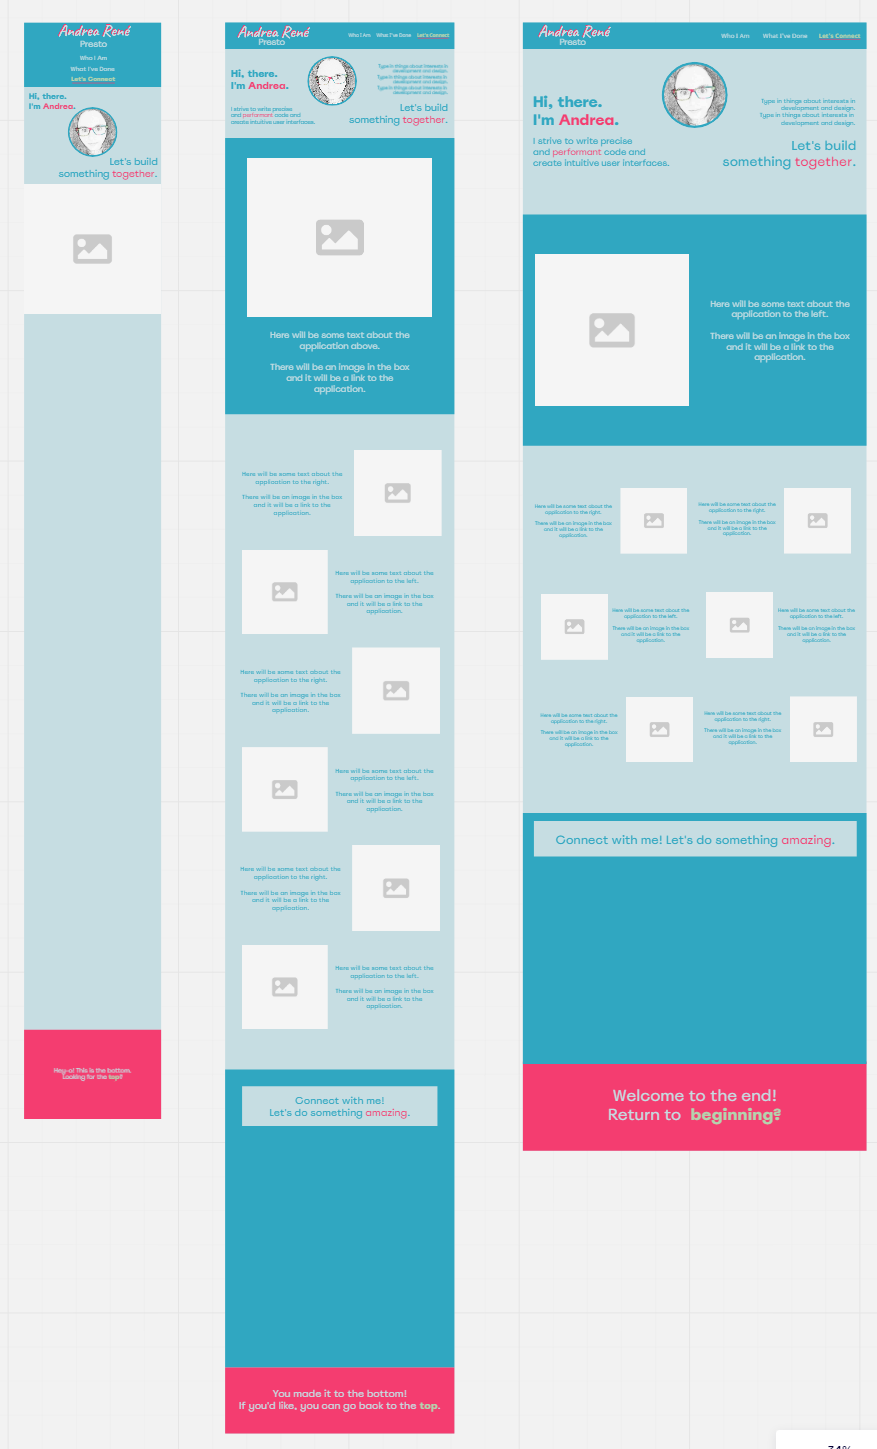 Andrea René
Presto
Who I Am
What I've Done
Let's Connect
Hi, there.
I'm Andrea.
Let's build
something together.
Hey-o! This is the bottom.
Looking for the top?
Andrea René
Presto
Who I Am What I've Done Let's Connect
Hi, there.
I'm Andrea.
I strive to write precise
and performant code and
create intuitive user interfaces.
Type in things about interests in
development and design.
Type in things about interests in
development and design.
Type in things about interests in
development and design.
Let's build
something together.
Here will be some text about the
application above.
There will be an image in the box
and it will be a link to the
application.
Here will be some text about the
application to the right.
There will be an image in the box
and it will be a link to the
application.
Here will be some text about the
application to the left.
There will be an image in the box
and it will be a link to the
application.
Here will be some text about the
application to the right.
There will be an image in the box
and it will be a link to the
application.
Here will be some text about the
application to the left.
There will be an image in the box
and it will be a link to the
application.
Here will be some text about the
application to the right.
There will be an image in the box
and it will be a link to the
application.
Here will be some text about the
application to the left.
There will be an image in the box
and it will be a link to the
application.
Connect with me!
Let's do something amazing.
You made it to the bottom!
If you'd like, you can go back to the top.
Andrea René
Presto
Who I Am What I've Done Let's Connect
Hi, there.
I'm Andrea.
I strive to write precise
and performant code and
create intuitive user interfaces.
Type in things about interests in
development and design.
Type in things about interests in
development and design.
Let's build
something together.
Here will be some text about the
application to the left.
There will be an image in the box
and it will be a link to the
application.
Here will be some text about the
application to the right.
There will be an image in the box
and it will be a link to the
application.
Here will be some text about the
application to the right.
There will be an image in the box
and it will be a link to the
application.
Here will be some text about the
application to the left.
There will be an image in the box
and it will be a link to the
application.
Here will be some text about the
application to the left.
There will be an image in the box
and it will be a link to the
application.
Here will be some text about the
application to the right.
There will be an image in the box
and it will be a link to the
application.
Here will be some text about the
application to the right.
There will be an image in the box
and it will be a link to the
application.
Connect with me! Let's do something amazing.
Welcome to the end!
Return to beginning?